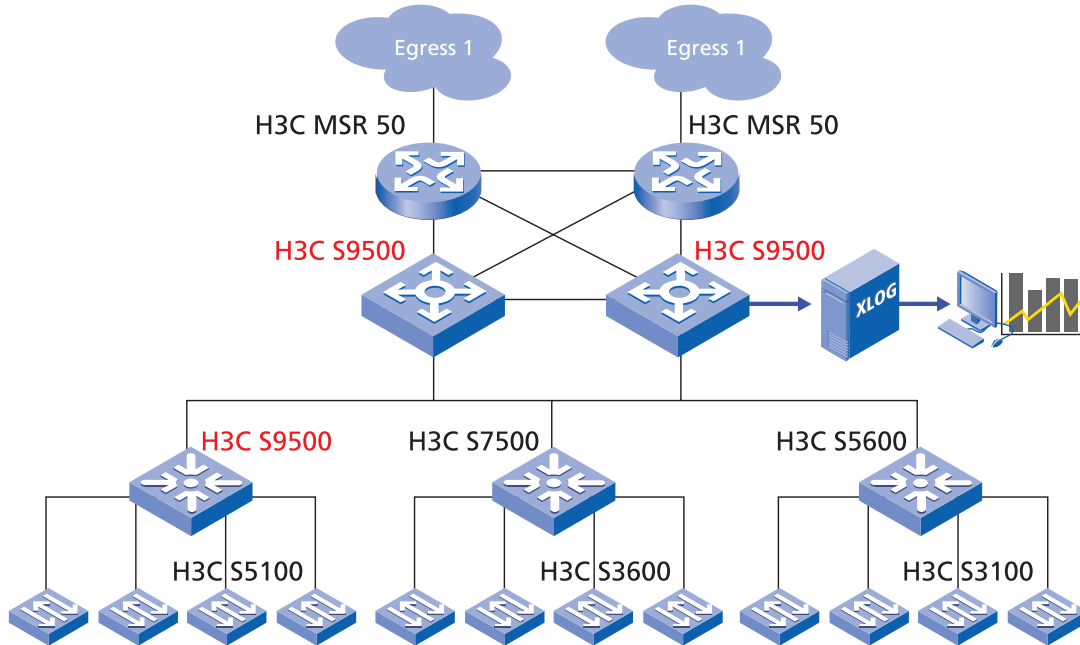 Egress 1
Egress 1
H3C MSR 50
H3C MSR 50
H3C S9500
H3C S9500
XLOG
H3C S9500
H3C S7500
H3C S5600
H3C S5100
H3C S3600
H3C S3100